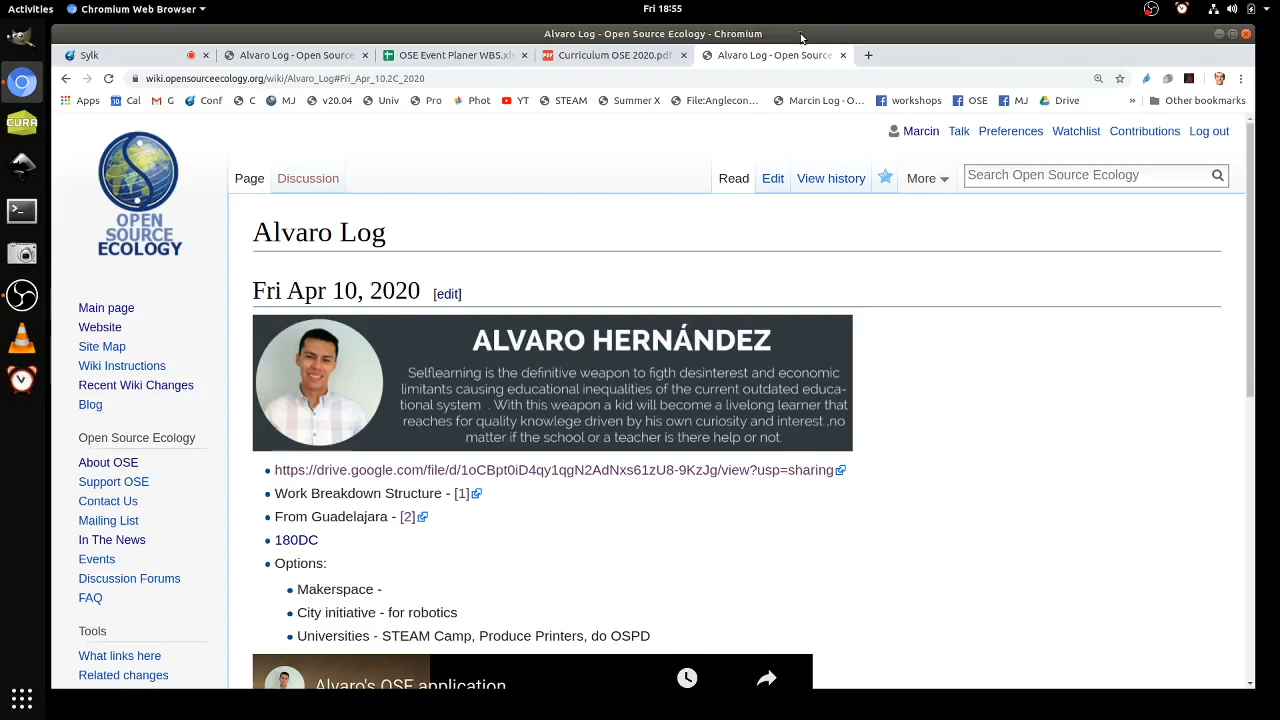 Activities
Chromium Web Browser
Fri 18:55
Alvaro Log - Open Source Ecology - Chromium
Sylk
Alvaro Log - Open Source
OSE Event Planer WBS.xls
Curriculum OSE 2020.pdf
Alvaro Log - Open Source
wiki.opensourceecology.org/wiki/Alvaro_Log#Fri_Apr_10.2C_2020
Apps
Cal
G
Conf
C
MJ
v20.04
Univ
Pro
Phot
YT
STEAM
Summer X
File:Anglecon...
Marcin Log - O...
workshops
OSE
MJ
Drive
»
Other bookmarks
Marcin
Talk
Preferences
Watchlist
Contributions
Log out
Page
Discussion
Read
Edit
View history
More
Search Open Source Ecology
OPEN
SOURCE
ECOLOGY
Main page
Website
Site Map
Wiki Instructions
Recent Wiki Changes
Blog
Open Source Ecology
About OSE
Support OSE
Contact Us
Mailing List
In The News
Events
Discussion Forums
FAQ
Tools
What links here
Related changes
Alvaro Log
Fri Apr 10, 2020 [edit]
ALVARO HERNÁNDEZ
Selflearning is the definitive weapon to figth desinterest and economic
limitants causing educational inequalities of the current outdated educa-
tional system . With this weapon a kid will become a livelong learner that
reaches for quality knowlege driven by his own curiosity and interest ,no
matter if the school or a teacher is there help or not.
https://drive.google.com/file/d/1oCBpt0iD4qy1qgN2AdNxs61zU8-9KzJg/view?usp=sharing
Work Breakdown Structure - [1]
From Guadelajara - [2]
180DC
Options:
Makerspace -
City initiative - for robotics
Universities - STEAM Camp, Produce Printers, do OSPD
Alvaro's OSE application
CURA